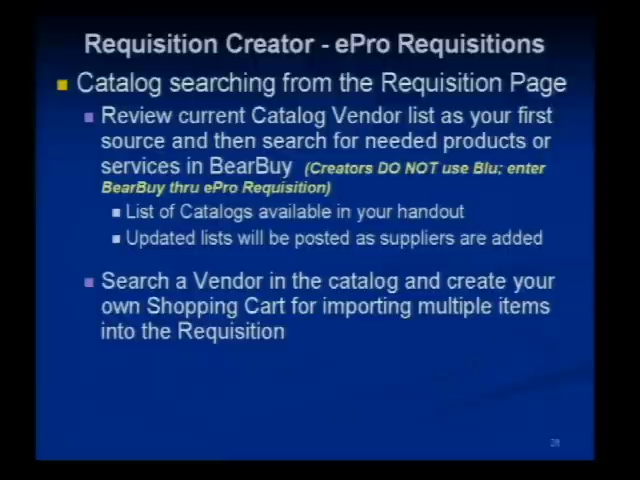 Requisition Creator - ePro Requisitions
Catalog searching from the Requisition Page
Review current Catalog Vendor list as your first
source and then search for needed products or
services in BearBuy (Creators DO NOT use Blu; enter
BearBuy thru ePro Requisition)
List of Catalogs available in your handout
Updated lists will be posted as suppliers are added
Search a Vendor in the catalog and create your
own Shopping Cart for importing multiple items
into the Requisition
28